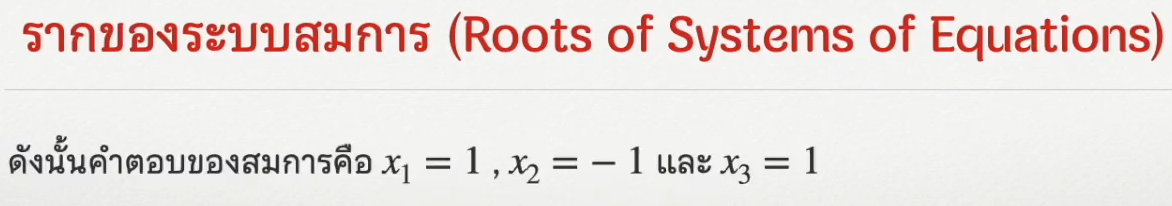 รากของระบบสมการ (Roots of Systems of Equations)
ดังนั้นคำตอบของสมการคือ x₁ = 1 , x₂ = − 1 และ x₃ = 1